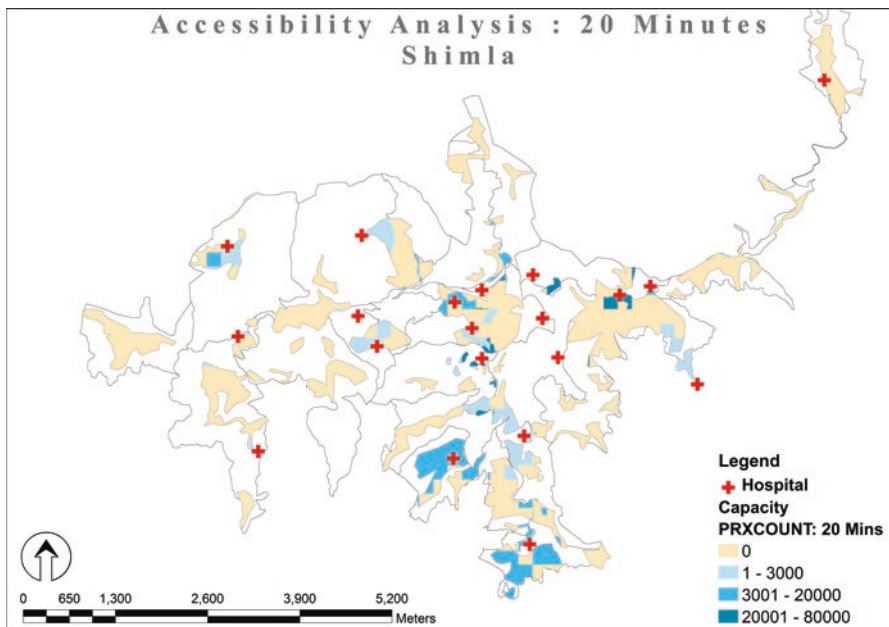 Accessibility Analysis : 20 Minutes
Shimla
Legend
Hospital
Capacity
PRXCOUNT: 20 Mins
0
1 - 3000
3001 - 20000
20001 - 80000
0 650 1,300 2,600 3,900 5,200
Meters